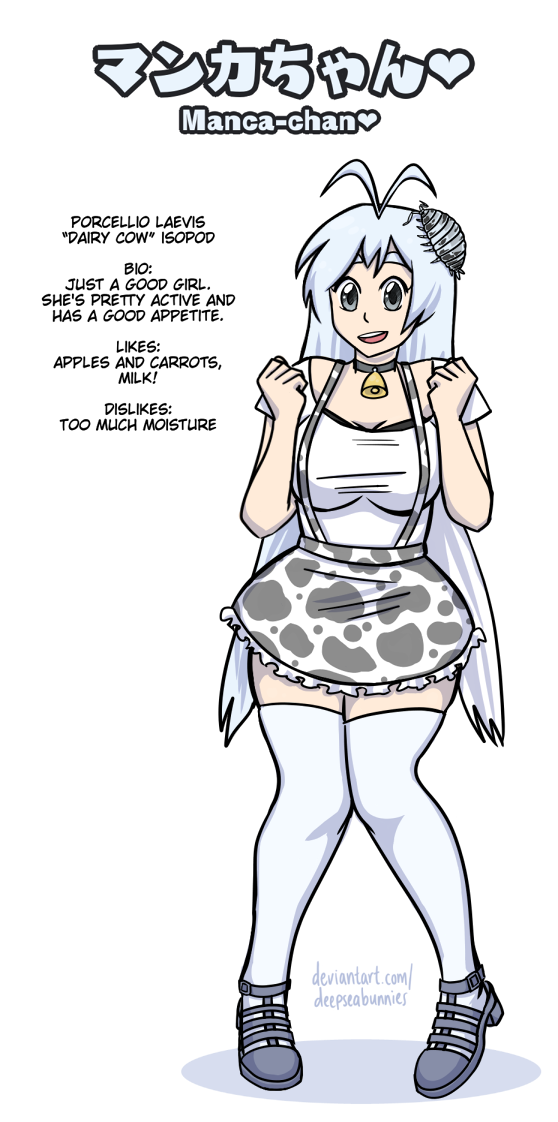 マンカちゃん❤
Manca-chan❤
PORCELLIO LAEVIS
"DAIRY COW" ISOPOD
BIO:
JUST A GOOD GIRL.
SHE'S PRETTY ACTIVE AND
HAS A GOOD APPETITE.
LIKES:
APPLES AND CARROTS,
MILK!
DISLIKES:
TOO MUCH MOISTURE
deviantart.com/
deepseabunnies